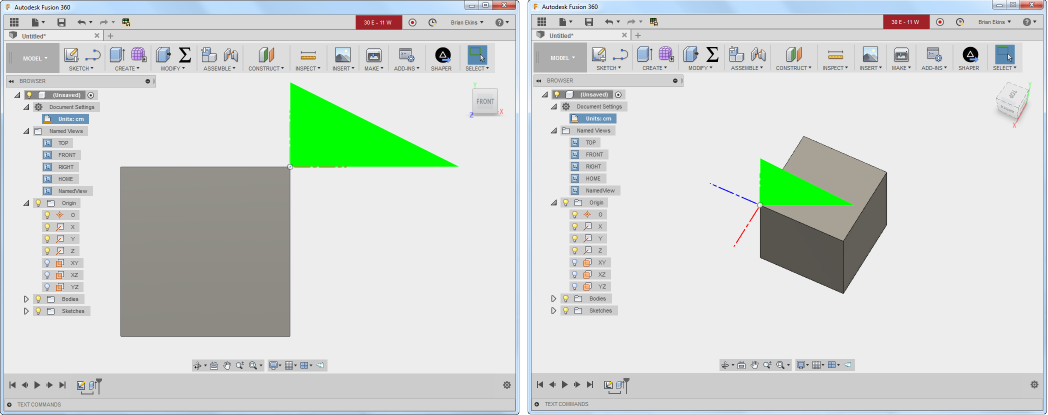 Autodesk Fusion 360
30 E - 11 W
Brian Ekins
Untitled*
MODEL
SKETCH
CREATE
MODIFY
ASSEMBLE
CONSTRUCT
INSPECT
INSERT
MAKE
ADD-INS
SHAPER
SELECT
BROWSER
(Unsaved)
Document Settings
Units: cm
Named Views
TOP
FRONT
RIGHT
HOME
NamedView
Origin
O
X
Y
Z
XY
XZ
YZ
Bodies
Sketches
FRONT
Z
X
TEXT COMMANDS
Autodesk Fusion 360
30 E - 11 W
Brian Ekins
Untitled*
MODEL
SKETCH
CREATE
MODIFY
ASSEMBLE
CONSTRUCT
INSPECT
INSERT
MAKE
ADD-INS
SHAPER
SELECT
BROWSER
(Unsaved)
Document Settings
Units: cm
Named Views
TOP
FRONT
RIGHT
HOME
NamedView
Origin
O
X
Y
Z
XY
XZ
YZ
Bodies
Sketches
X
TEXT COMMANDS